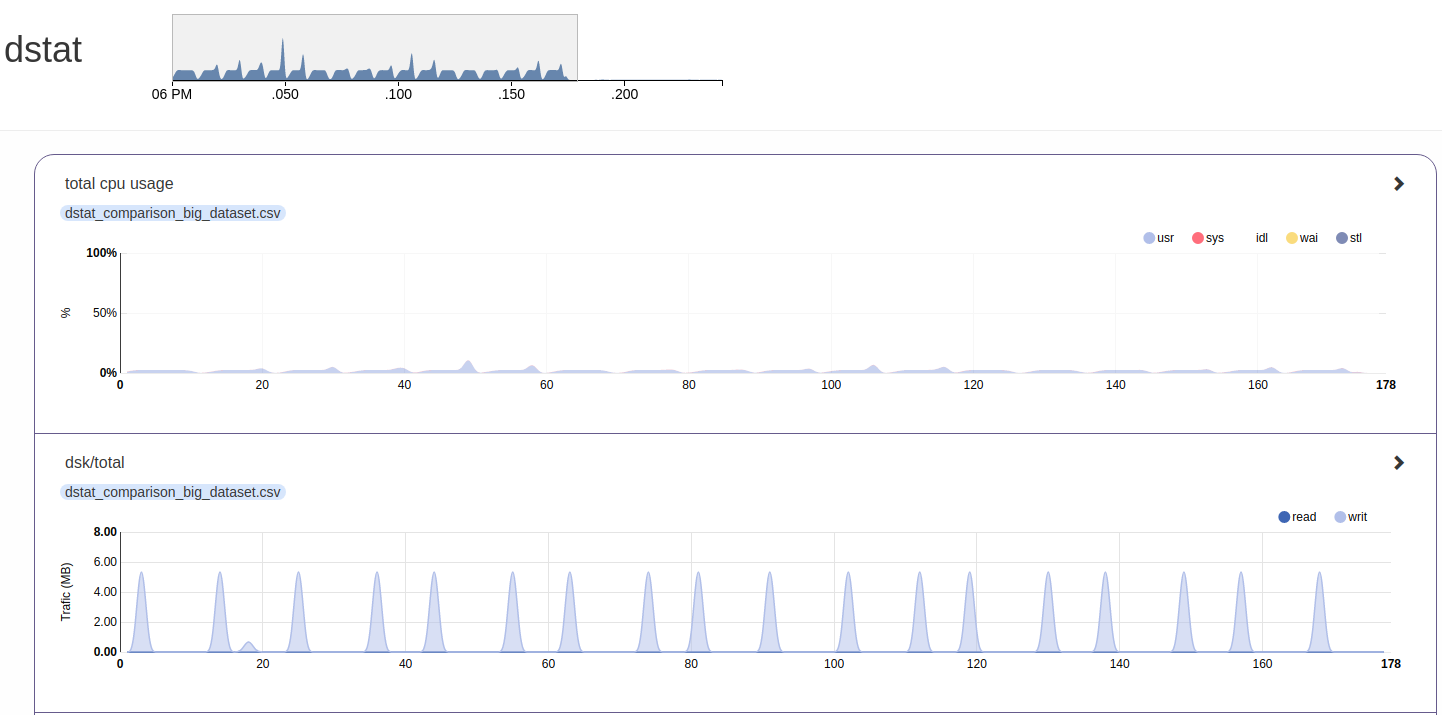 dstat
06 PM .050 .100 .150 .200
total cpu usage
dstat_comparison_big_dataset.csv
usr sys idl wai stl
100%
50%
0%
%
0 20 40 60 80 100 120 140 160 178
dsk/total
dstat_comparison_big_dataset.csv
read writ
8.00
6.00
4.00
2.00
0.00
Trafic (MB)
0 20 40 60 80 100 120 140 160 178